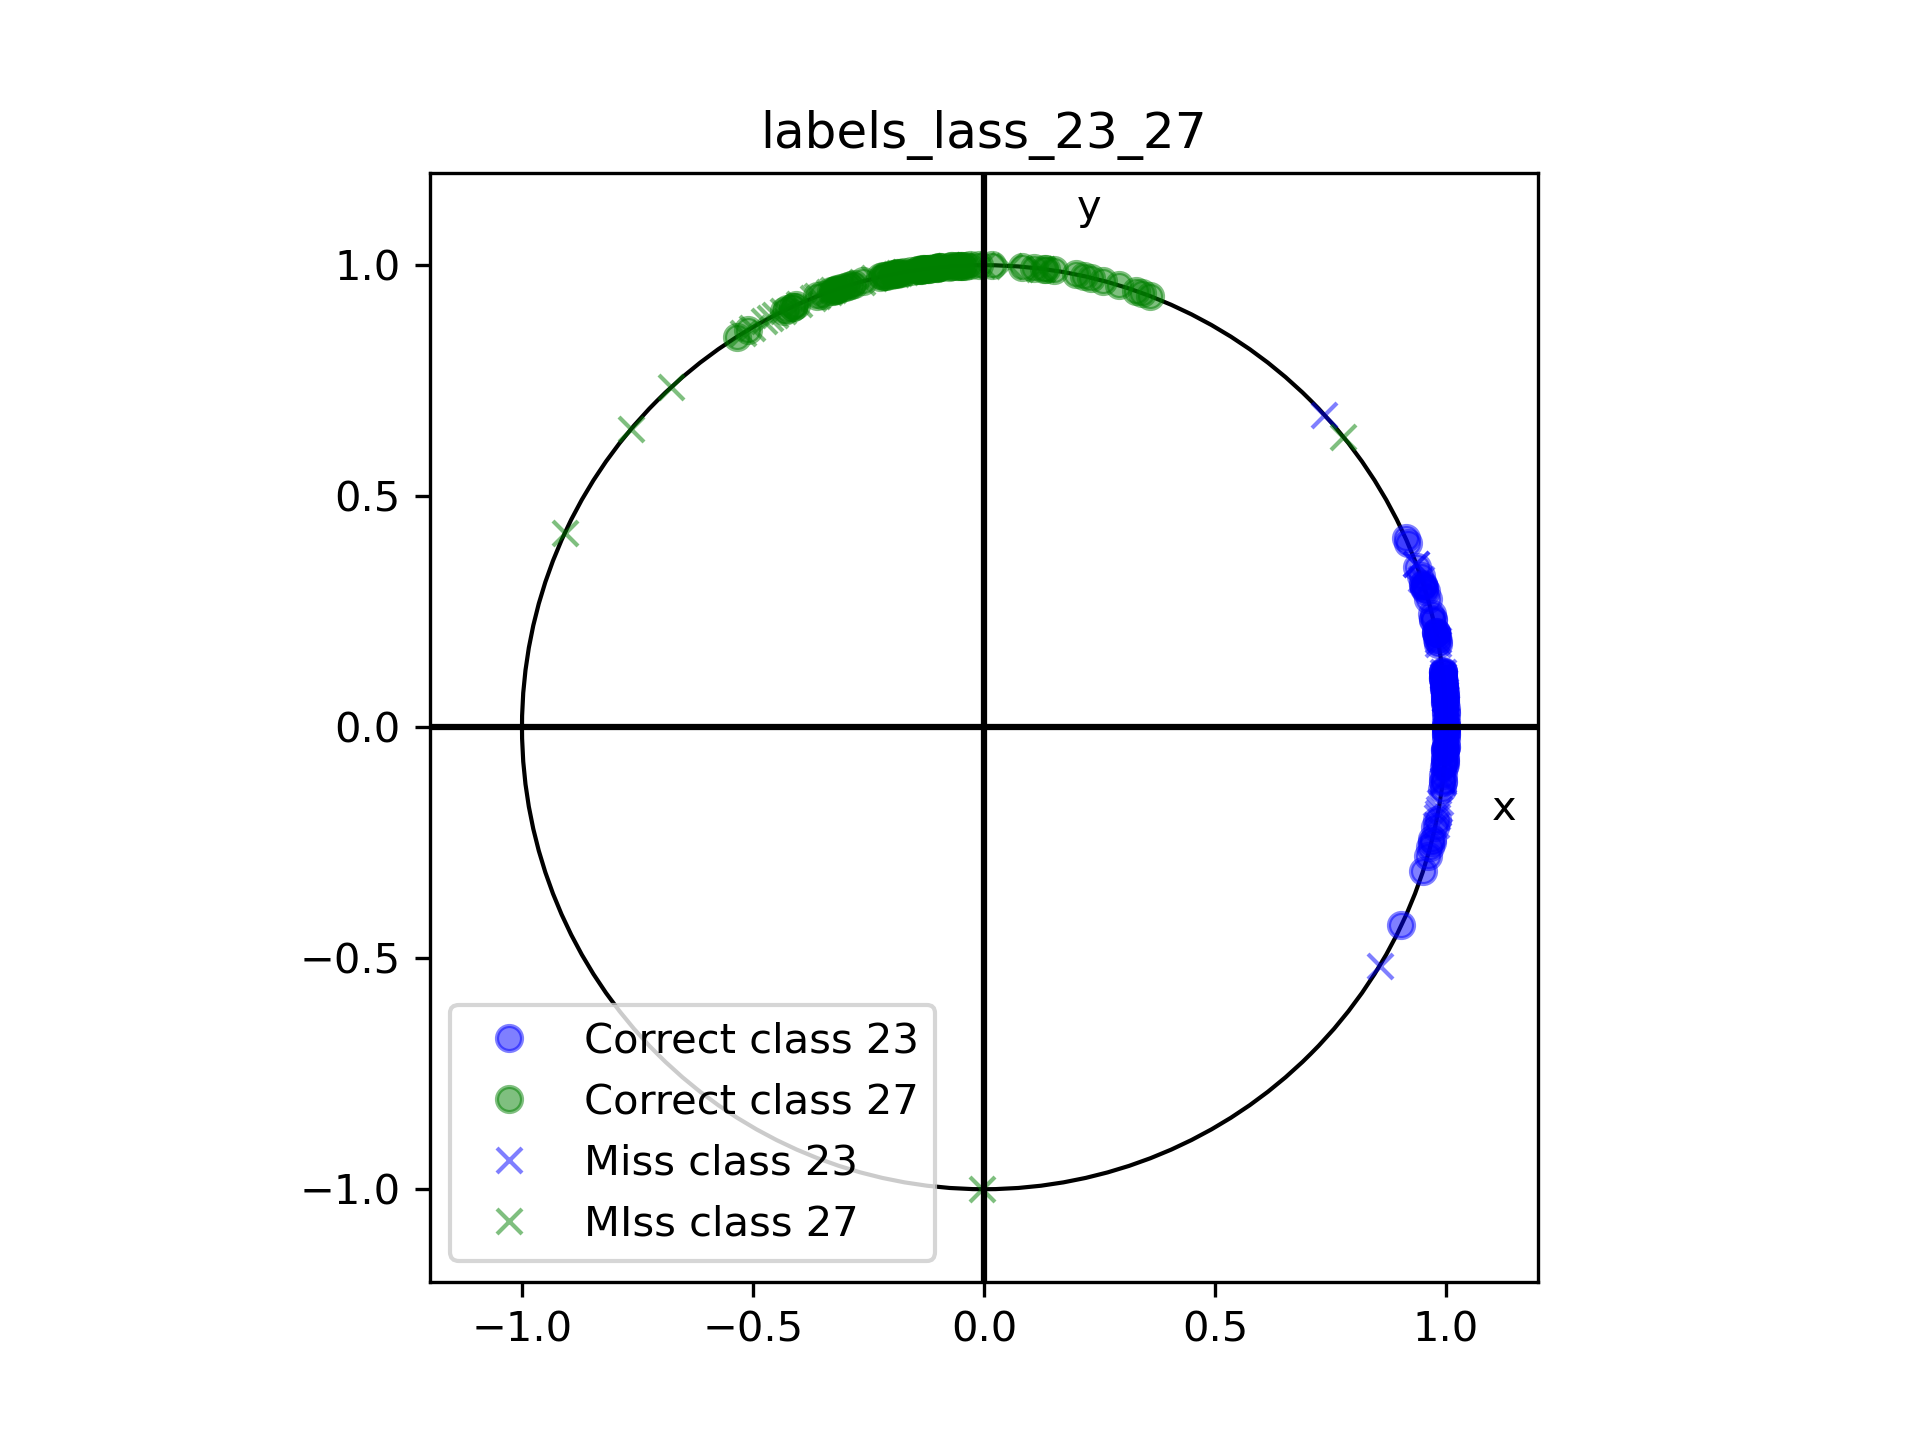 labels_lass_23_27
y
1.0
0.5
0.0
x
−0.5
−1.0
Correct class 23
Correct class 27
Miss class 23
MIss class 27
−1.0 −0.5 0.0 0.5 1.0